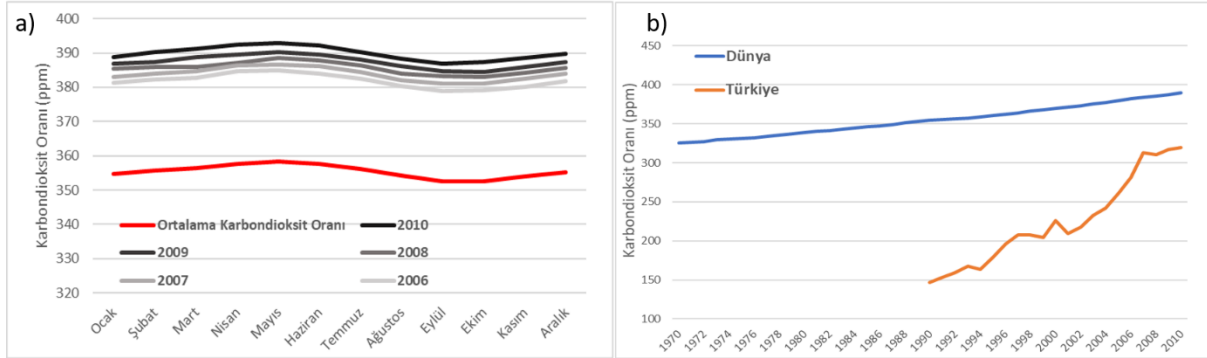 a)
Karbondioksit Oranı (ppm)
400
390
380
370
360
350
340
330
320
Ortalama Karbondioksit Oranı
2010
2009
2008
2007
2006
Ocak
Şubat
Mart
Nisan
Mayıs
Haziran
Temmuz
Ağustos
Eylül
Ekim
Kasım
Aralık
b)
Karbondioksit Oranı (ppm)
450
400
350
300
250
200
150
100
Dünya
Türkiye
1970
1972
1974
1976
1978
1980
1982
1984
1986
1988
1990
1992
1994
1996
1998
2000
2002
2004
2006
2008
2010